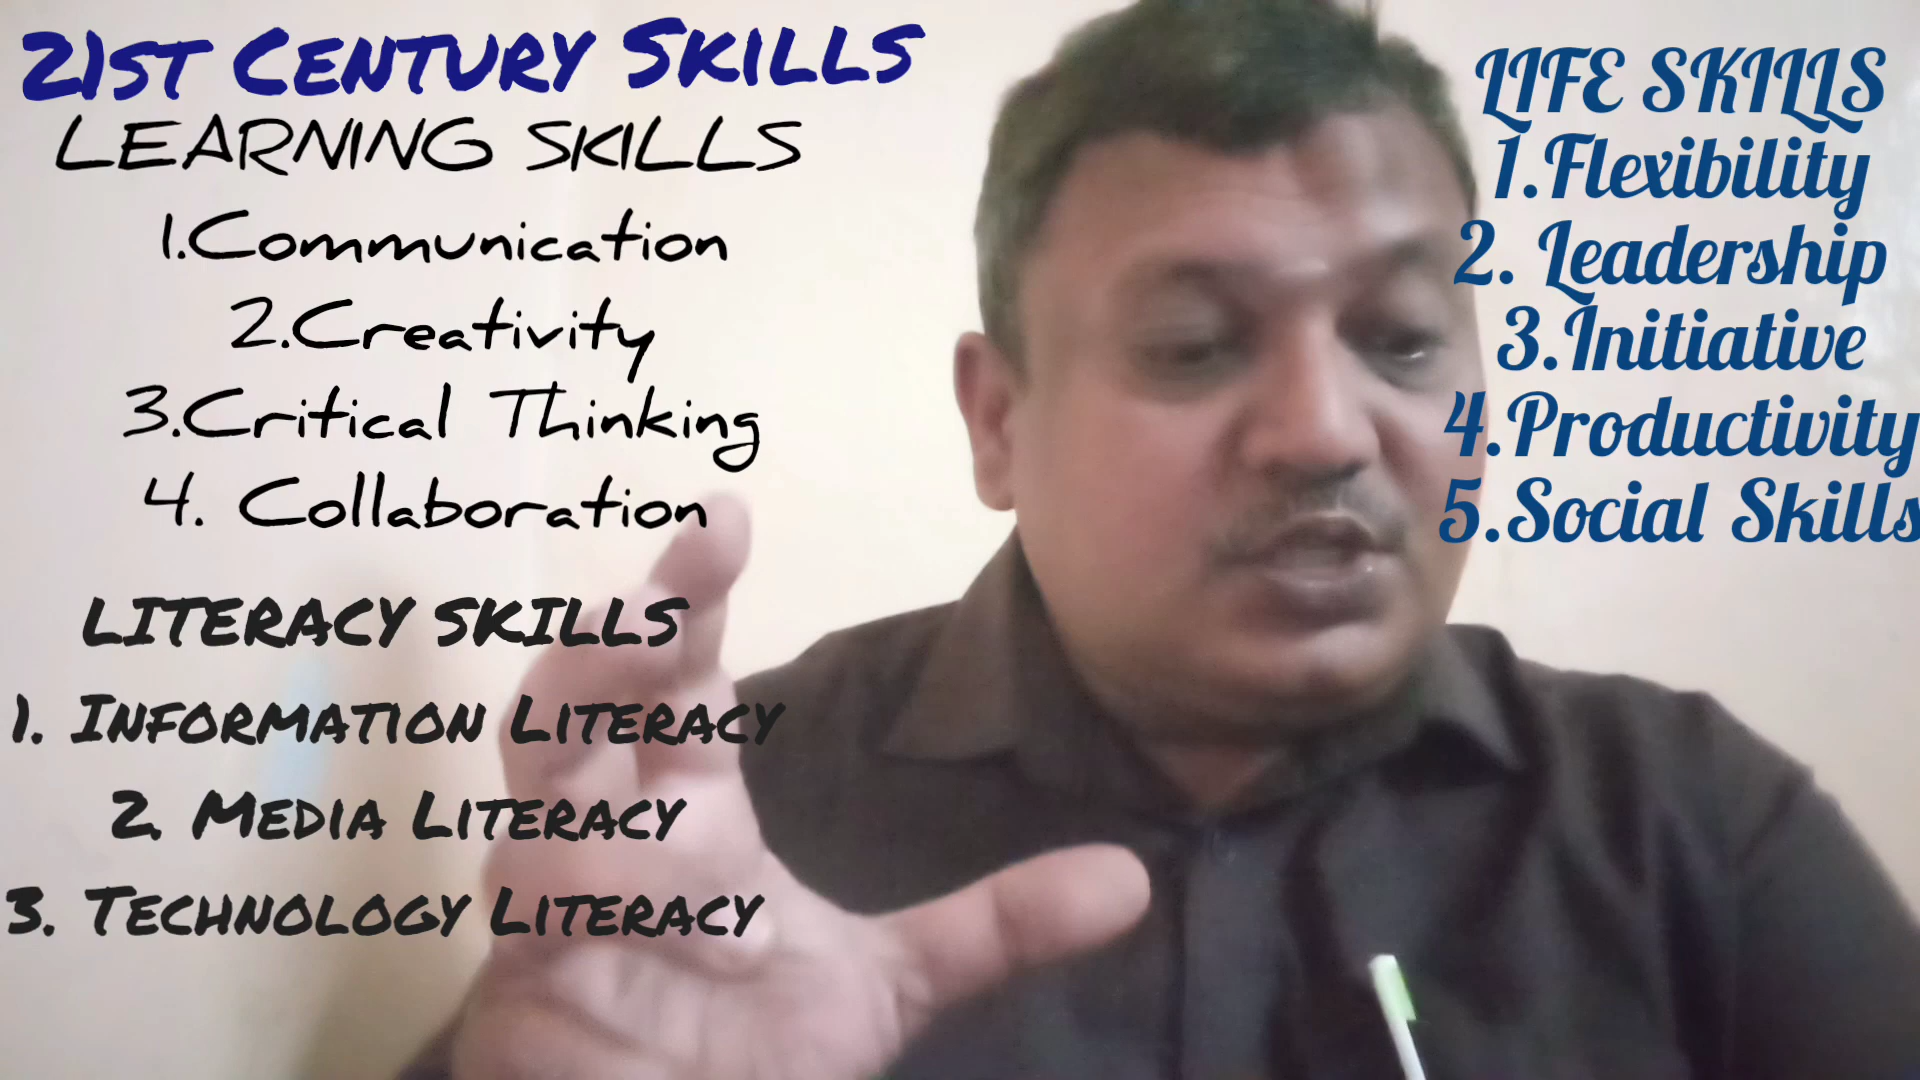 21st Century Skills
LEARNING SKILLS
1.Communication
2.Creativity
3.Critical Thinking
4. Collaboration
LITERACY SKILLS
1. Information Literacy
2. Media Literacy
3. Technology Literacy
LIFE SKILLS
1.Flexibility
2. Leadership
3.Initiative
4.Productivity
5.Social Skills